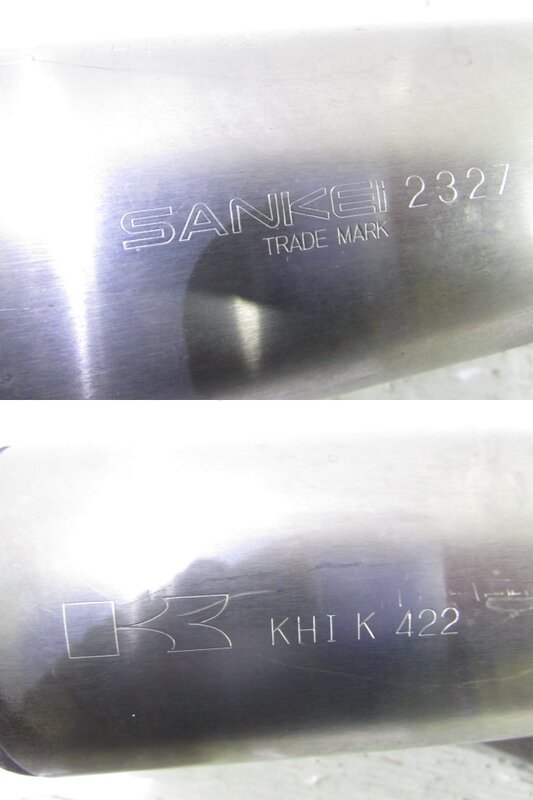 SANKEI 2327
TRADE MARK
KHI K 422